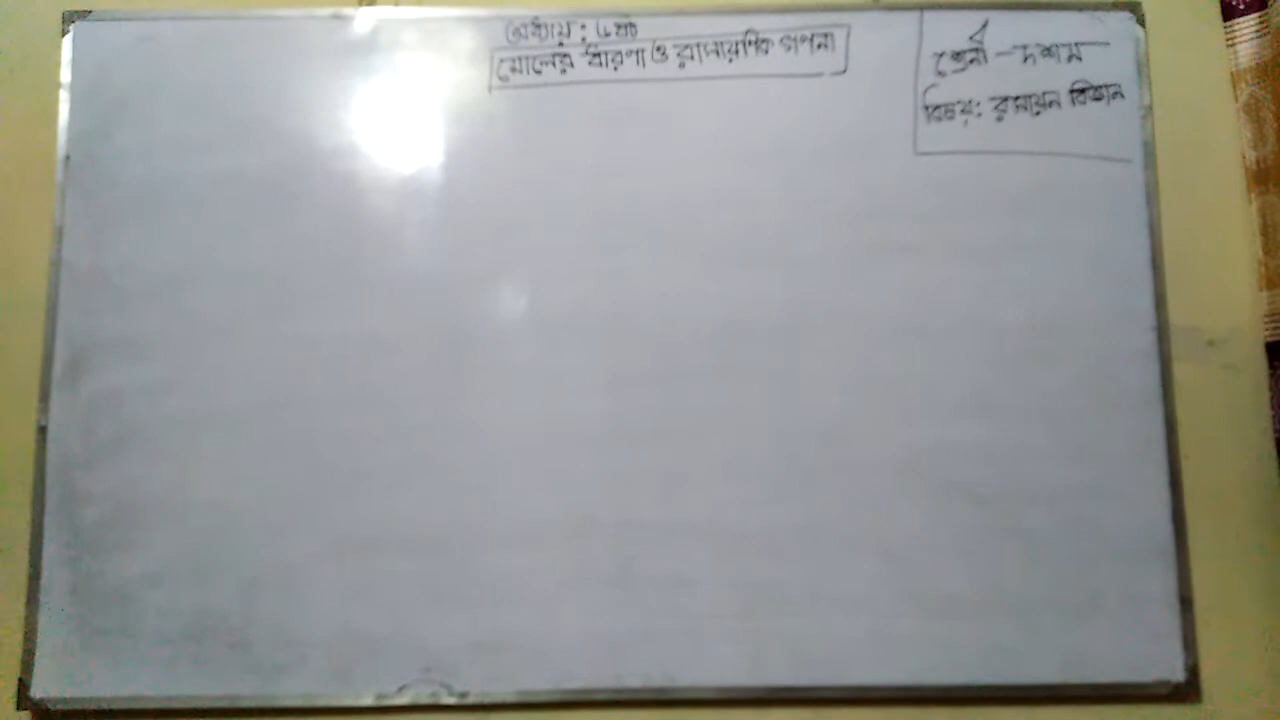 অধ্যায় : ৬ষ্ঠ
মোলের ধারণা ও রাসায়ণিক গণনা
শ্রেনী - দশম
বিষয়: রসায়েন বিজ্ঞান